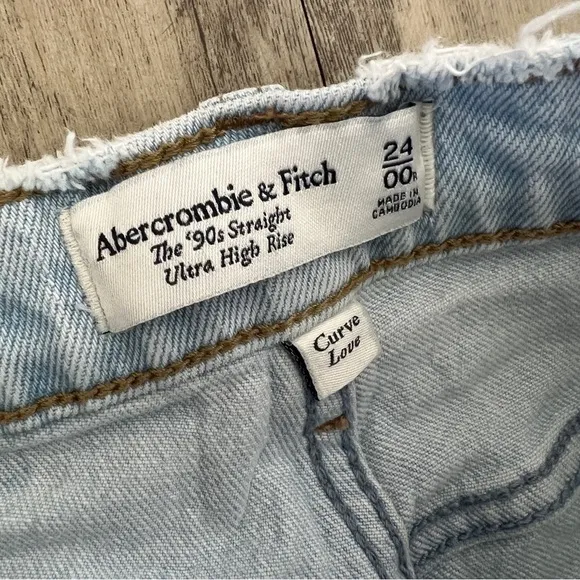 Abercrombie & Fitch
The '90s Straight
Ultra High Rise
24
00R
MADE IN
CAMBODIA
Curve
Love